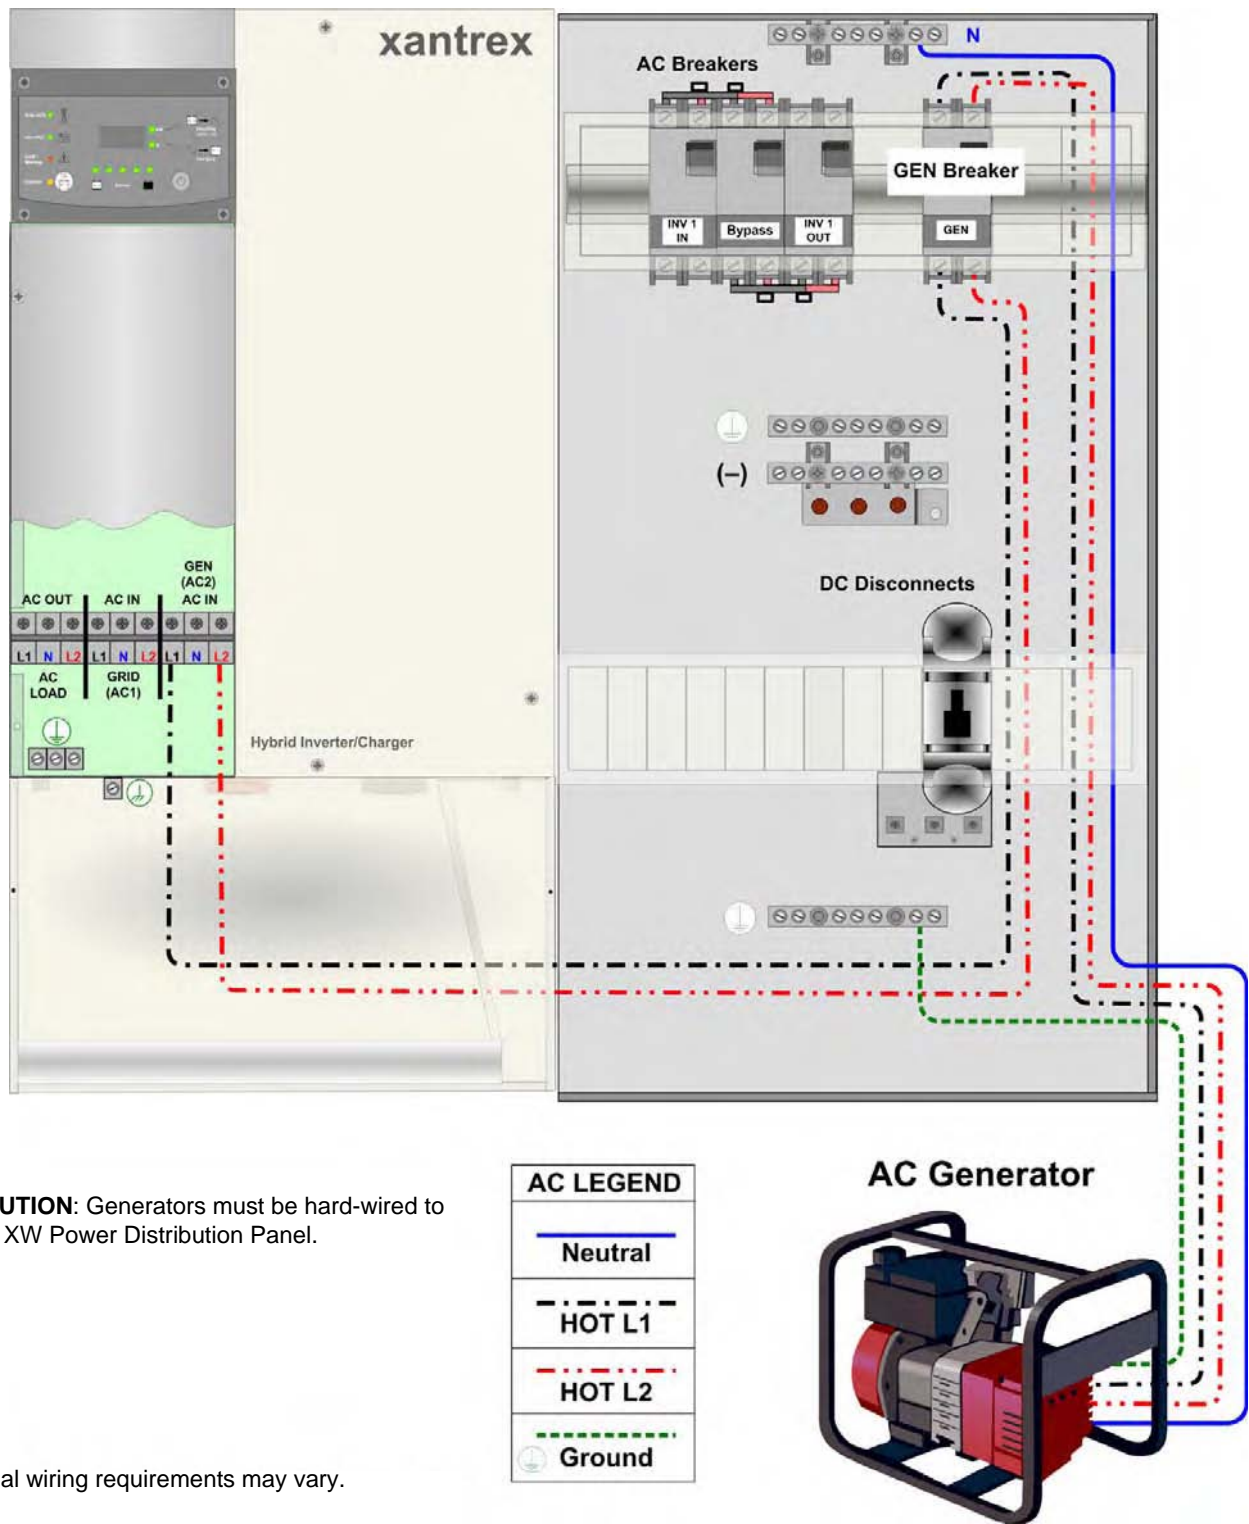 xantrex
N
AC Breakers
GEN Breaker
INV 1
IN
Bypass
INV 1
OUT
GEN
(–)
DC Disconnects
GEN
(AC2)
AC OUT
AC IN
AC IN
L1 N L2 L1 N L2 L1 N L2
AC
LOAD
GRID
(AC1)
Hybrid Inverter/Charger
UTION: Generators must be hard-wired to
XW Power Distribution Panel.
AC LEGEND
Neutral
HOT L1
HOT L2
Ground
AC Generator
al wiring requirements may vary.